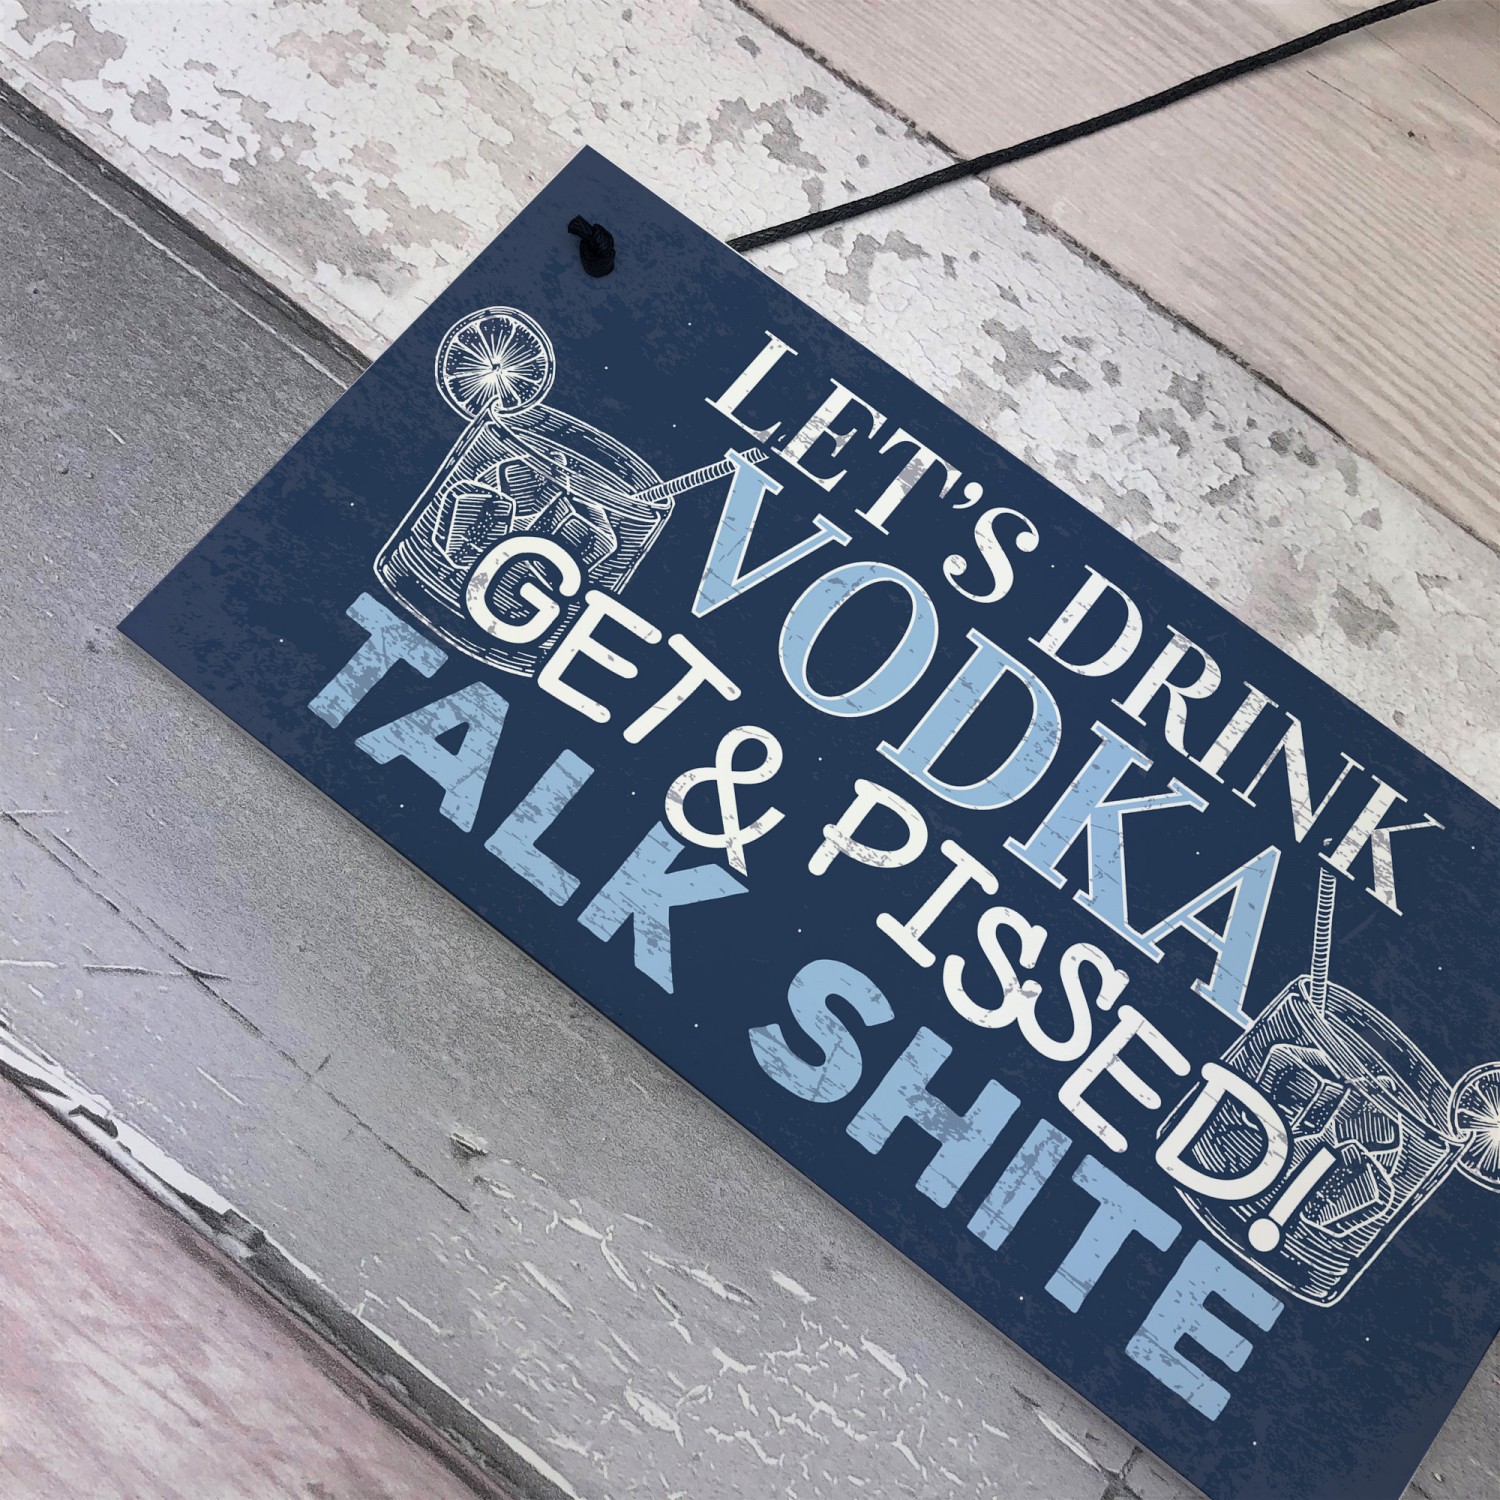 LET'S DRINK
VODKA
GET & PISSED!
TALK SHITE